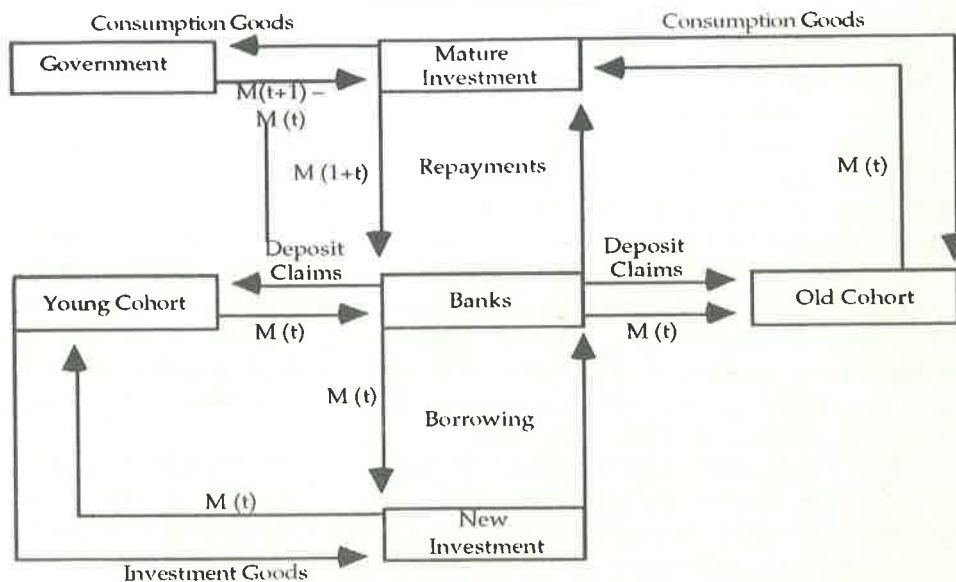 Consumption Goods
Consumption Goods
Government
Mature
Investment
M(t+1) –
M (t)
M (1+t)
Repayments
M (t)
Deposit
Claims
Deposit
Claims
Young Cohort
Banks
Old Cohort
M (t)
M (t)
M (t)
Borrowing
M (t)
New
Investment
Investment Goods